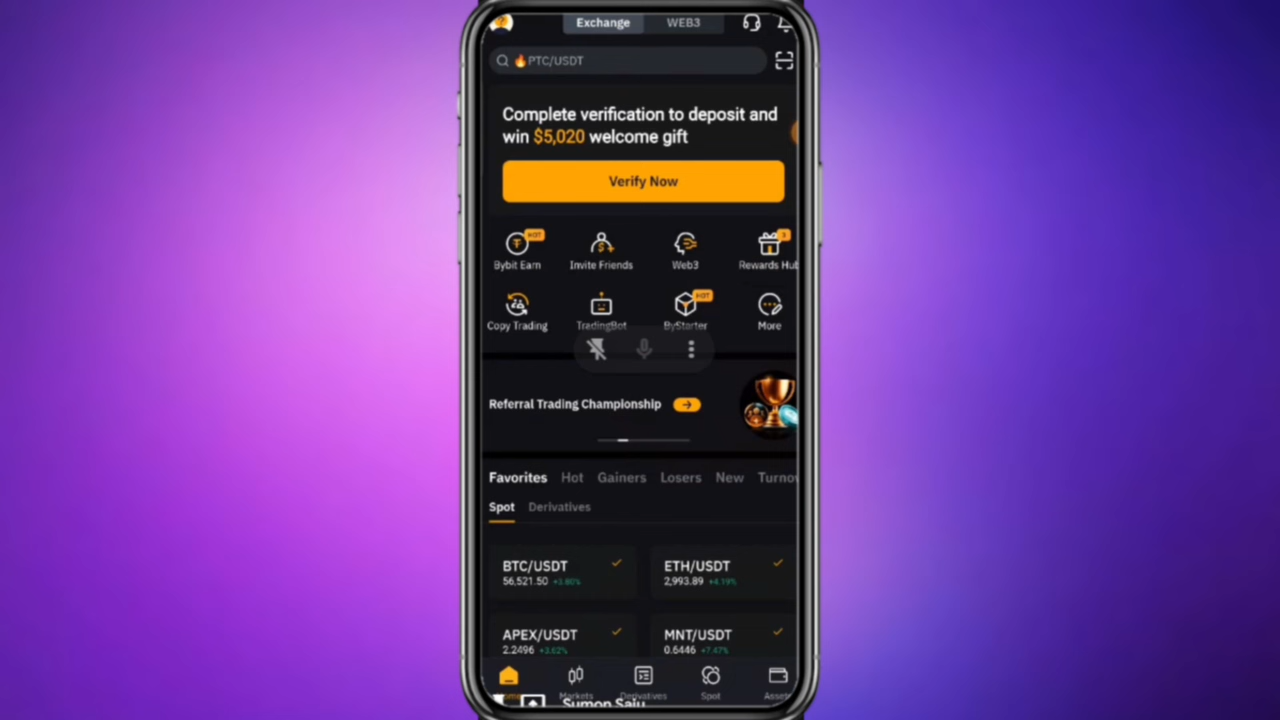 Exchange WEB3
PTC/USDT
Complete verification to deposit and
win $5,020 welcome gift
Verify Now
HOT
Bybit Earn Invite Friends Web3 Rewards Hub
HOT
Copy Trading TradingBot ByStarter More
Referral Trading Championship
Favorites Hot Gainers Losers New Turnov
Spot Derivatives
BTC/USDT ETH/USDT
56,521.50 +3.80% 2,993.89 +4.19%
APEX/USDT MNT/USDT
2.2496 +3.62% 0.6446 +7.47%
Markets Derivatives Spot Assets
Sumon Saju